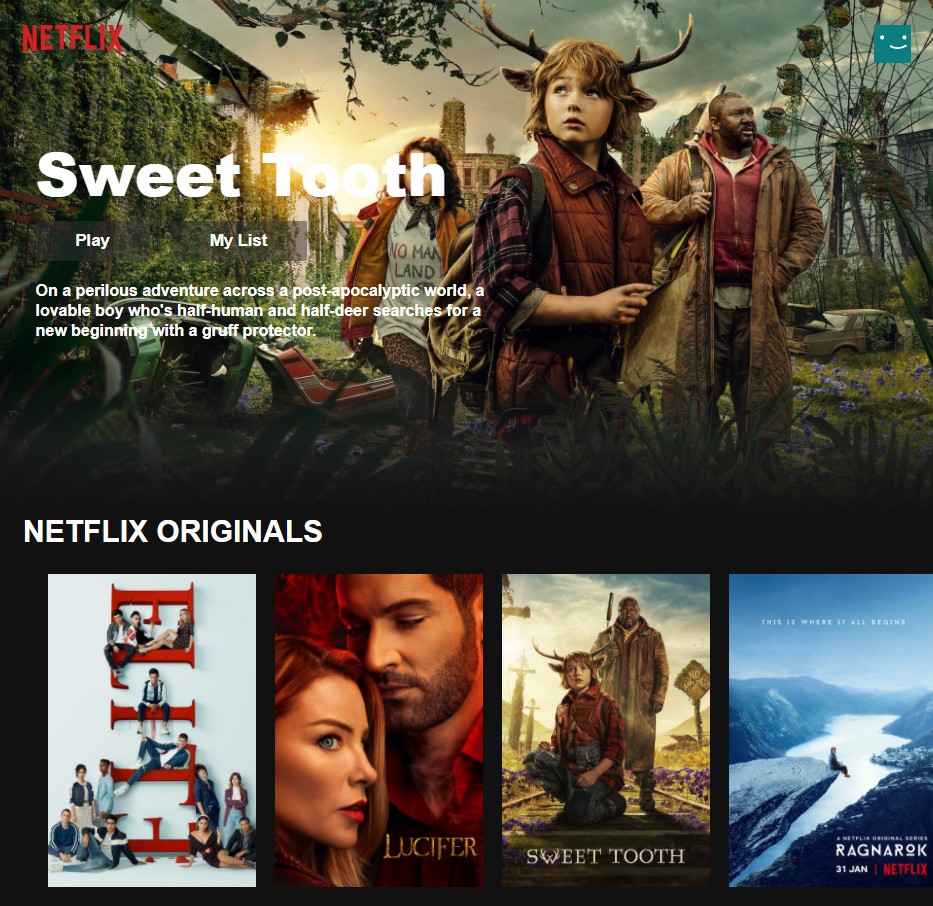 NETFLIX
Sweet Tooth
NO MAN
LAND
Play
My List
On a perilous adventure across a post-apocalyptic world, a
lovable boy who's half-human and half-deer searches for a
new beginning with a gruff protector.
NETFLIX ORIGINALS
ELITE
LUCIFER
SWEET TOOTH
THIS IS WHERE IT ALL BEGINS
A NETFLIX ORIGINAL SERIES
RAGNAROK
31 JAN | NETFLIX